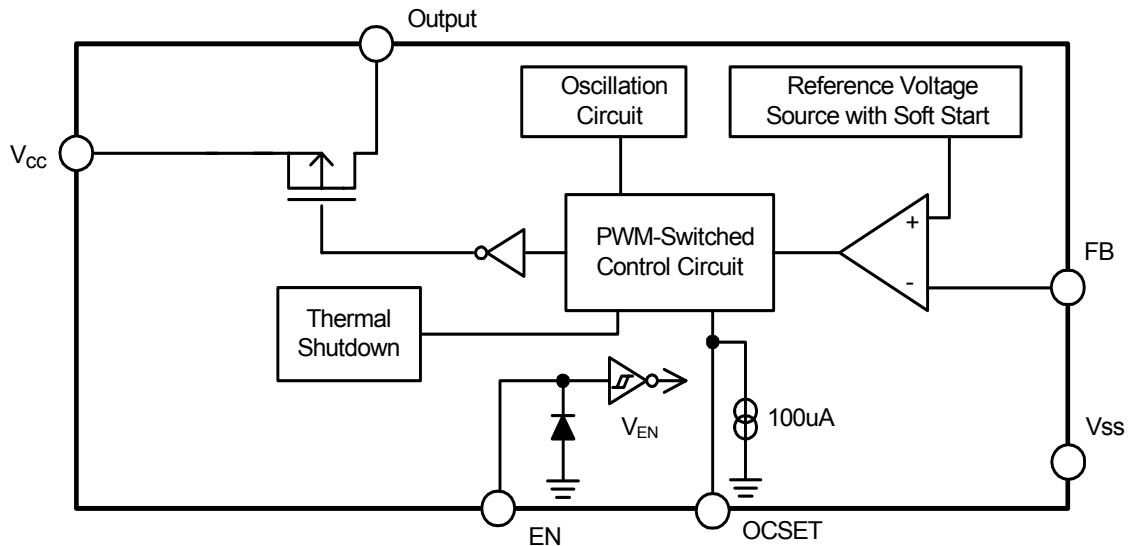 Output
Oscillation
Circuit
Reference Voltage
Source with Soft Start
VCC
+
PWM-Switched
Control Circuit
FB
-
Thermal
Shutdown
VEN
100uA
Vss
EN
OCSET